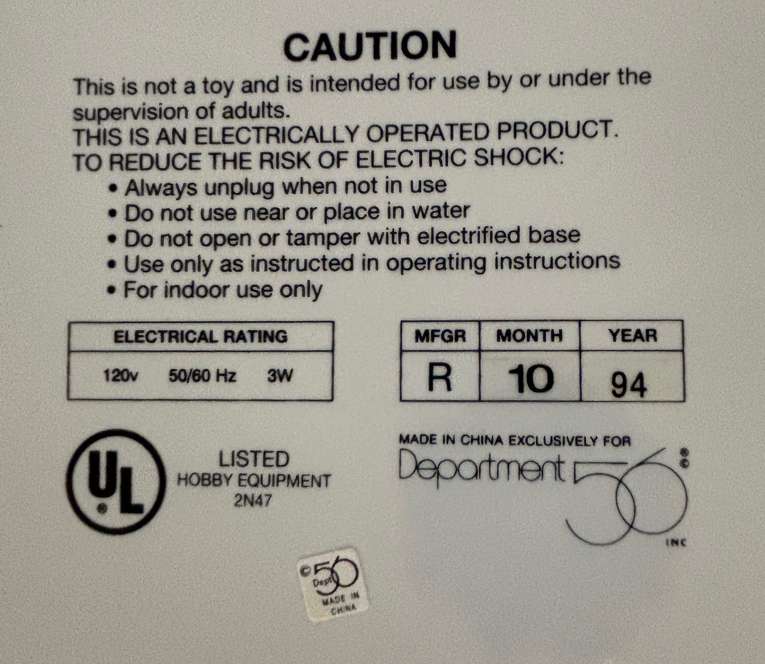 CAUTION
This is not a toy and is intended for use by or under the
supervision of adults.
THIS IS AN ELECTRICALLY OPERATED PRODUCT.
TO REDUCE THE RISK OF ELECTRIC SHOCK:
• Always unplug when not in use
• Do not use near or place in water
• Do not open or tamper with electrified base
• Use only as instructed in operating instructions
• For indoor use only
ELECTRICAL RATING
120v 50/60 Hz 3W
MFGR MONTH YEAR
R 10 94
UL ®
LISTED
HOBBY EQUIPMENT
2N47
MADE IN CHINA EXCLUSIVELY FOR
Department 56 ® ©
INC
© 56
Dept
MADE IN
CHINA